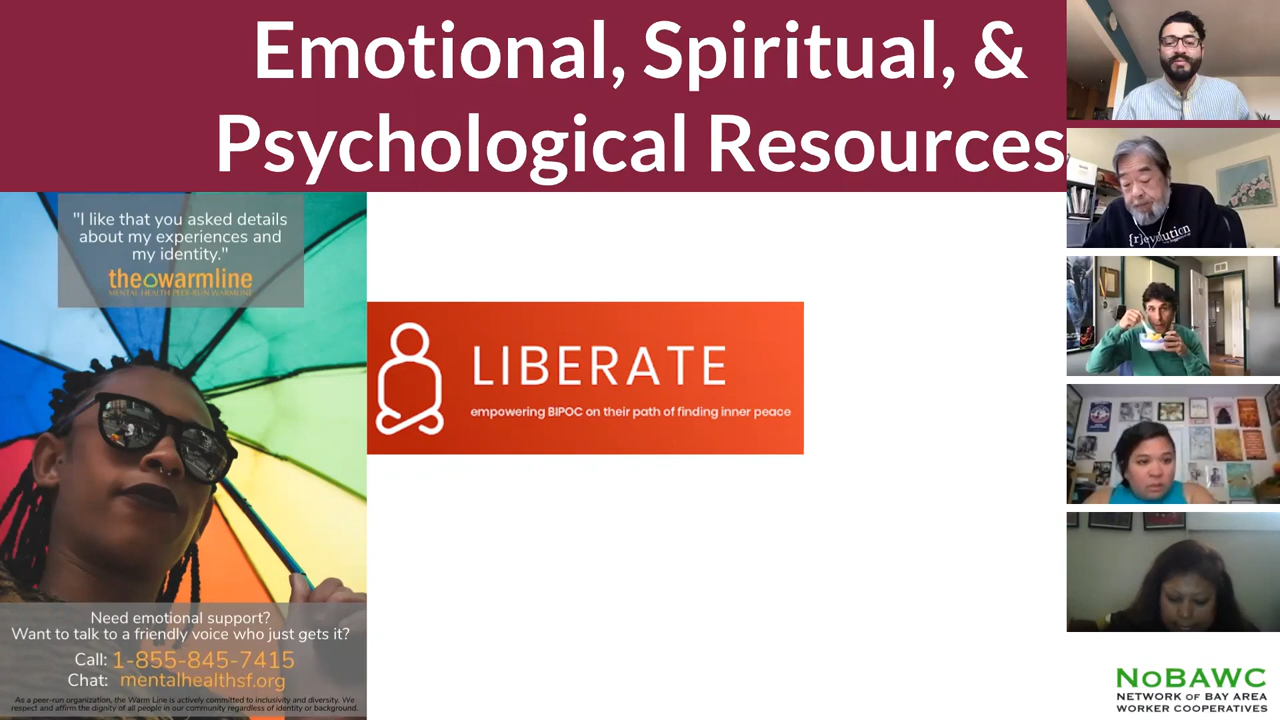 Emotional, Spiritual, &
Psychological Resources
"I like that you asked details
about my experiences and
my identity."
the warmline
MENTAL HEALTH PEER-RUN WARMLINE
LIBERATE
empowering BIPOC on their path of finding inner peace
Need emotional support?
Want to talk to a friendly voice who just gets it?
Call: 1-855-845-7415
Chat: mentalhealthsf.org
As a peer-run organization, the Warm Line is actively committed to inclusivity and diversity. We
respect and affirm the dignity of all people in our community regardless of identity or background.
{r}evolution
NoBAWC
NETWORK OF BAY AREA
WORKER COOPERATIVES